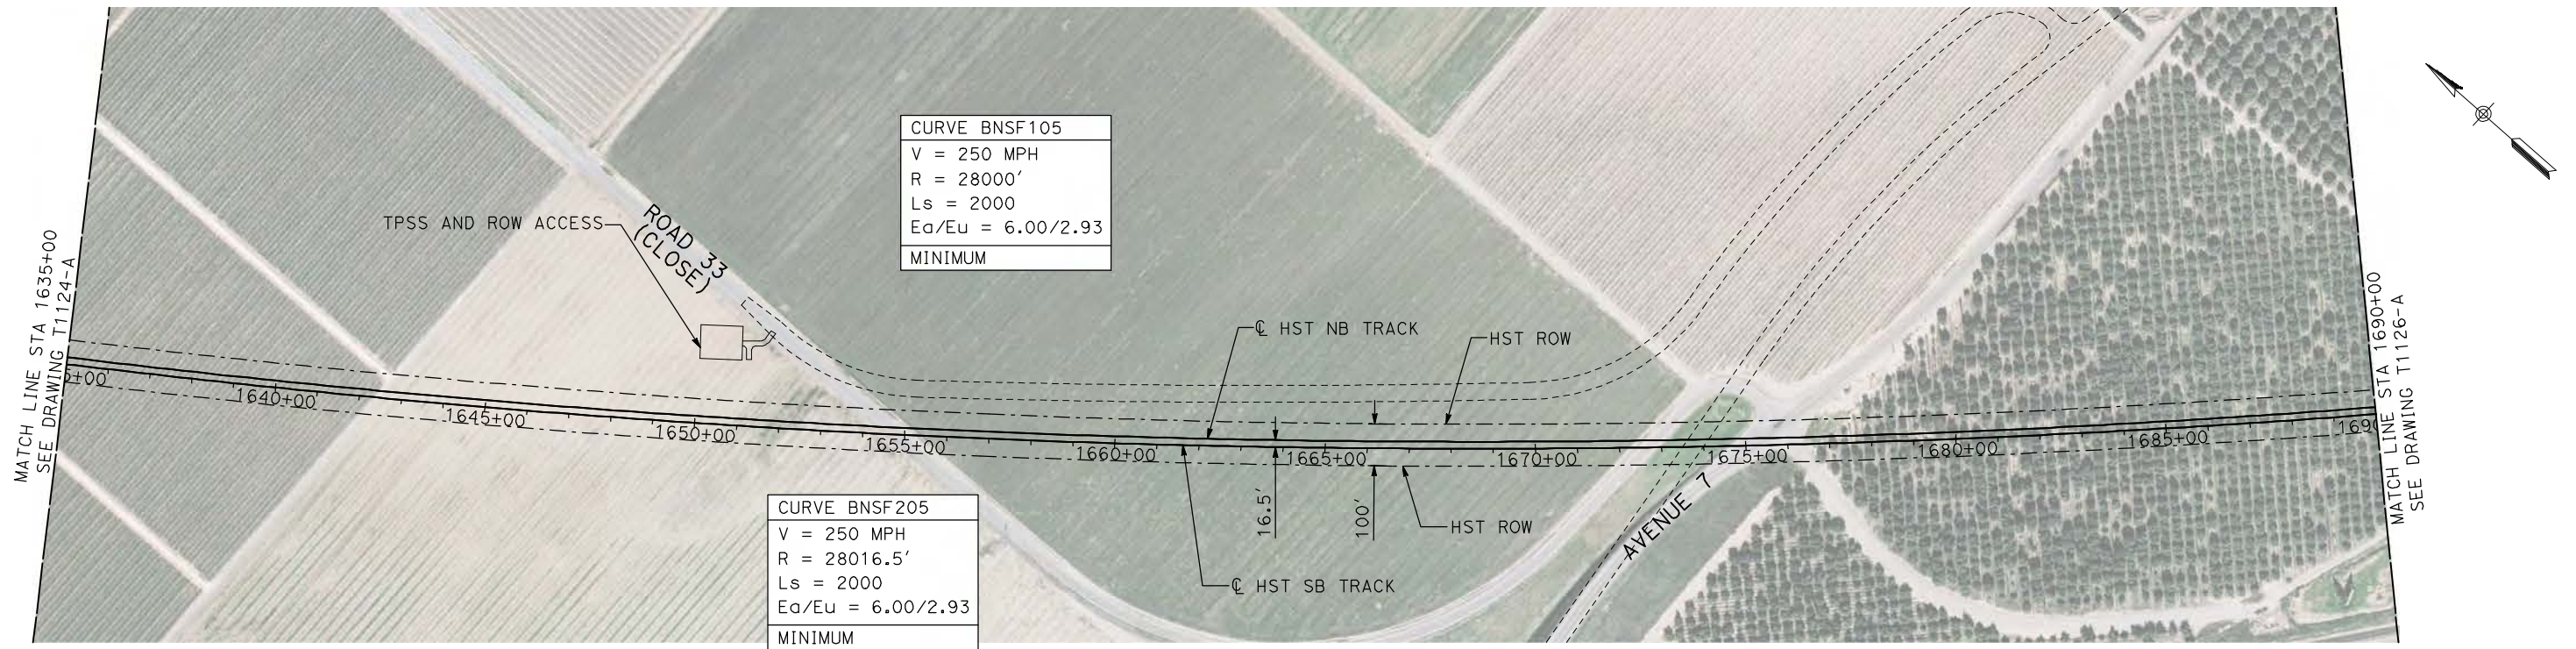 MATCH LINE STA 1635+00
SEE DRAWING T1124-A
TPSS AND ROW ACCESS
ROAD 33
(CLOSE)
CURVE BNSF105
V = 250 MPH
R = 28000'
Ls = 2000
Ea/Eu = 6.00/2.93
MINIMUM
℄ HST NB TRACK
HST ROW
5+00
1640+00
1645+00
1650+00
1655+00
1660+00
1665+00
1670+00
1675+00
1680+00
1685+00
1690
CURVE BNSF205
V = 250 MPH
R = 28016.5'
Ls = 2000
Ea/Eu = 6.00/2.93
MINIMUM
16.5'
100'
℄ HST SB TRACK
HST ROW
AVENUE 7
MATCH LINE STA 1690+00
SEE DRAWING T1126-A